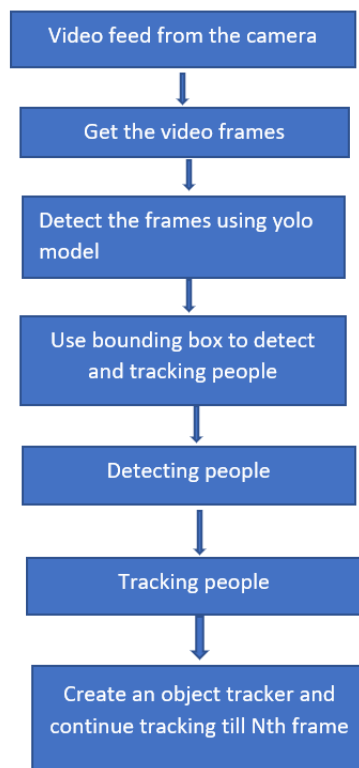 Video feed from the camera
Get the video frames
Detect the frames using yolo
model
Use bounding box to detect
and tracking people
Detecting people
Tracking people
Create an object tracker and
continue tracking till Nth frame